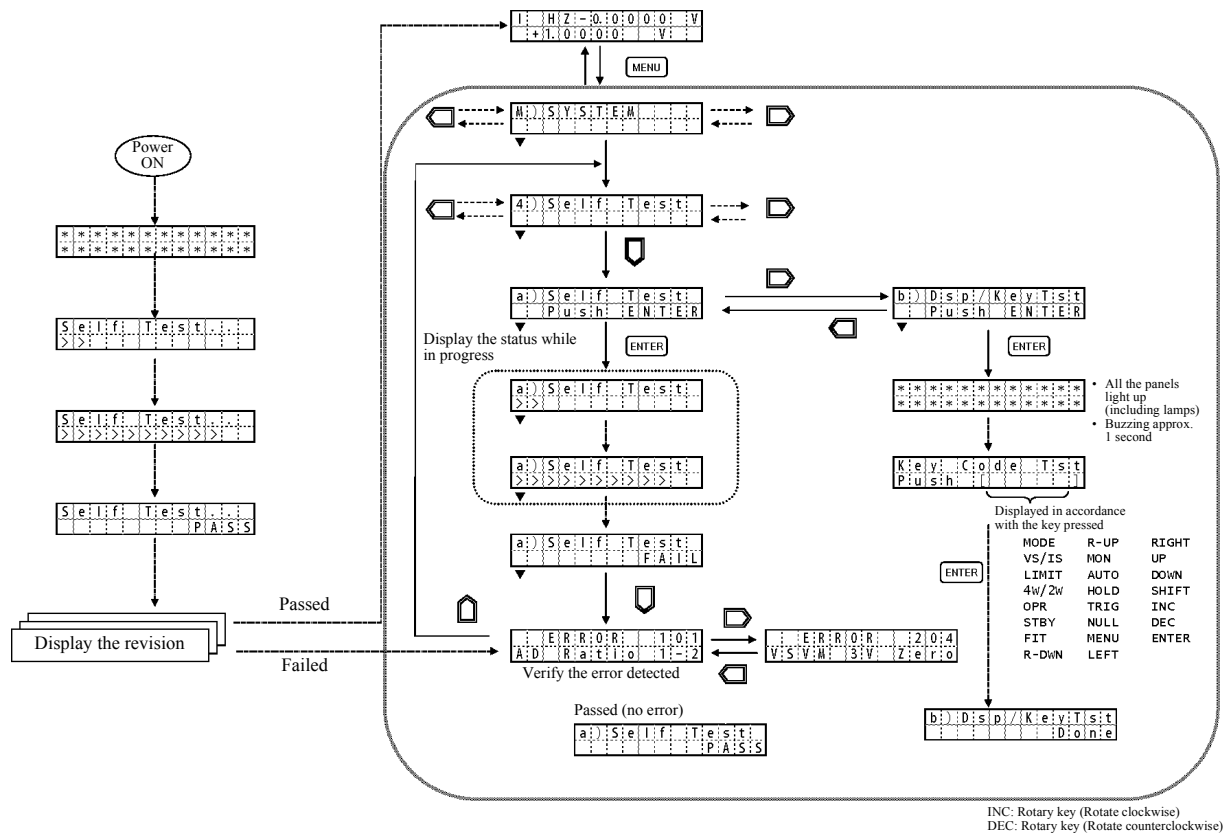 I HZ-0.0000 V
+1.0000 V
MENU
M) SYSTEM
Power
ON
* * * * * * * * * * * *
* * * * * * * * * * * *
4) Self Test
Self Test..
>>
a) Self Test
Push ENTER
b) Dsp/KeyTst
Push ENTER
Display the status while
in progress
ENTER
ENTER
a) Self Test
>>
* * * * * * * * * * * *
* * * * * * * * * * * *
• All the panels
light up
(including lamps)
• Buzzing approx.
1 second
Self Test..
>>>>>>>>>>
a) Self Test
>>>>>>>>>>
Key Code Tst
Push [ ]
Displayed in accordance
with the key pressed
Self Test..
PASS
a) Self Test
FAIL
MODE R-UP RIGHT
VS/IS MON UP
LIMIT AUTO DOWN
4W/2W HOLD SHIFT
OPR TRIG INC
STBY NULL DEC
FIT MENU ENTER
R-DWN LEFT
ENTER
Passed
Display the revision
Failed
ERROR 101
AD Ratio 1-2
ERROR 204
VSVM 3V Zero
Verify the error detected
Passed (no error)
a) Self Test
PASS
b) Dsp/KeyTst
Done
INC: Rotary key (Rotate clockwise)
DEC: Rotary key (Rotate counterclockwise)